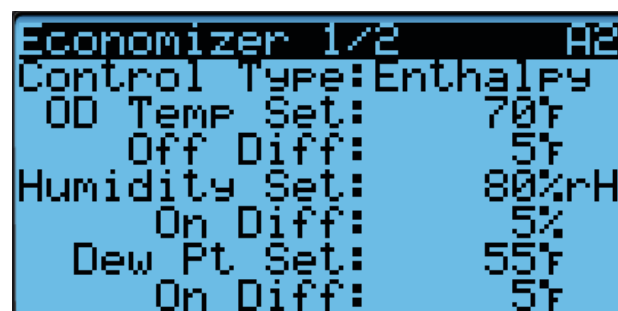 Economizer 1/2 A2
Control Type:Enthalpy
OD Temp Set: 70°F
Off Diff: 5°F
Humidity Set: 80%rH
On Diff: 5%
Dew Pt Set: 55°F
On Diff: 5°F